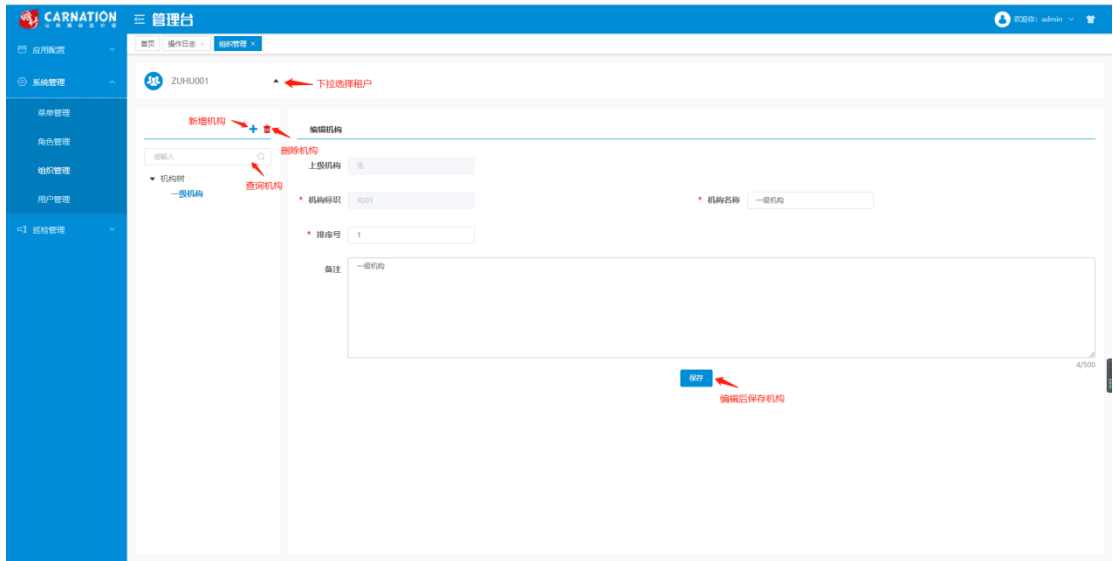 CARNATION
管理台
欢迎你: admin
应用配置
首页 操作日志 × 组织管理 ×
系统管理
ZUHU001
下拉选择租户
菜单管理
新增机构
编辑机构
角色管理
删除机构
请输入
上级机构 无
组织管理
机构树
查询机构
一级机构
用户管理
* 机构标识 JG01
* 机构名称 一级机构
巡检管理
* 排序号 1
备注 一级机构
4/500
保存
编辑后保存机构